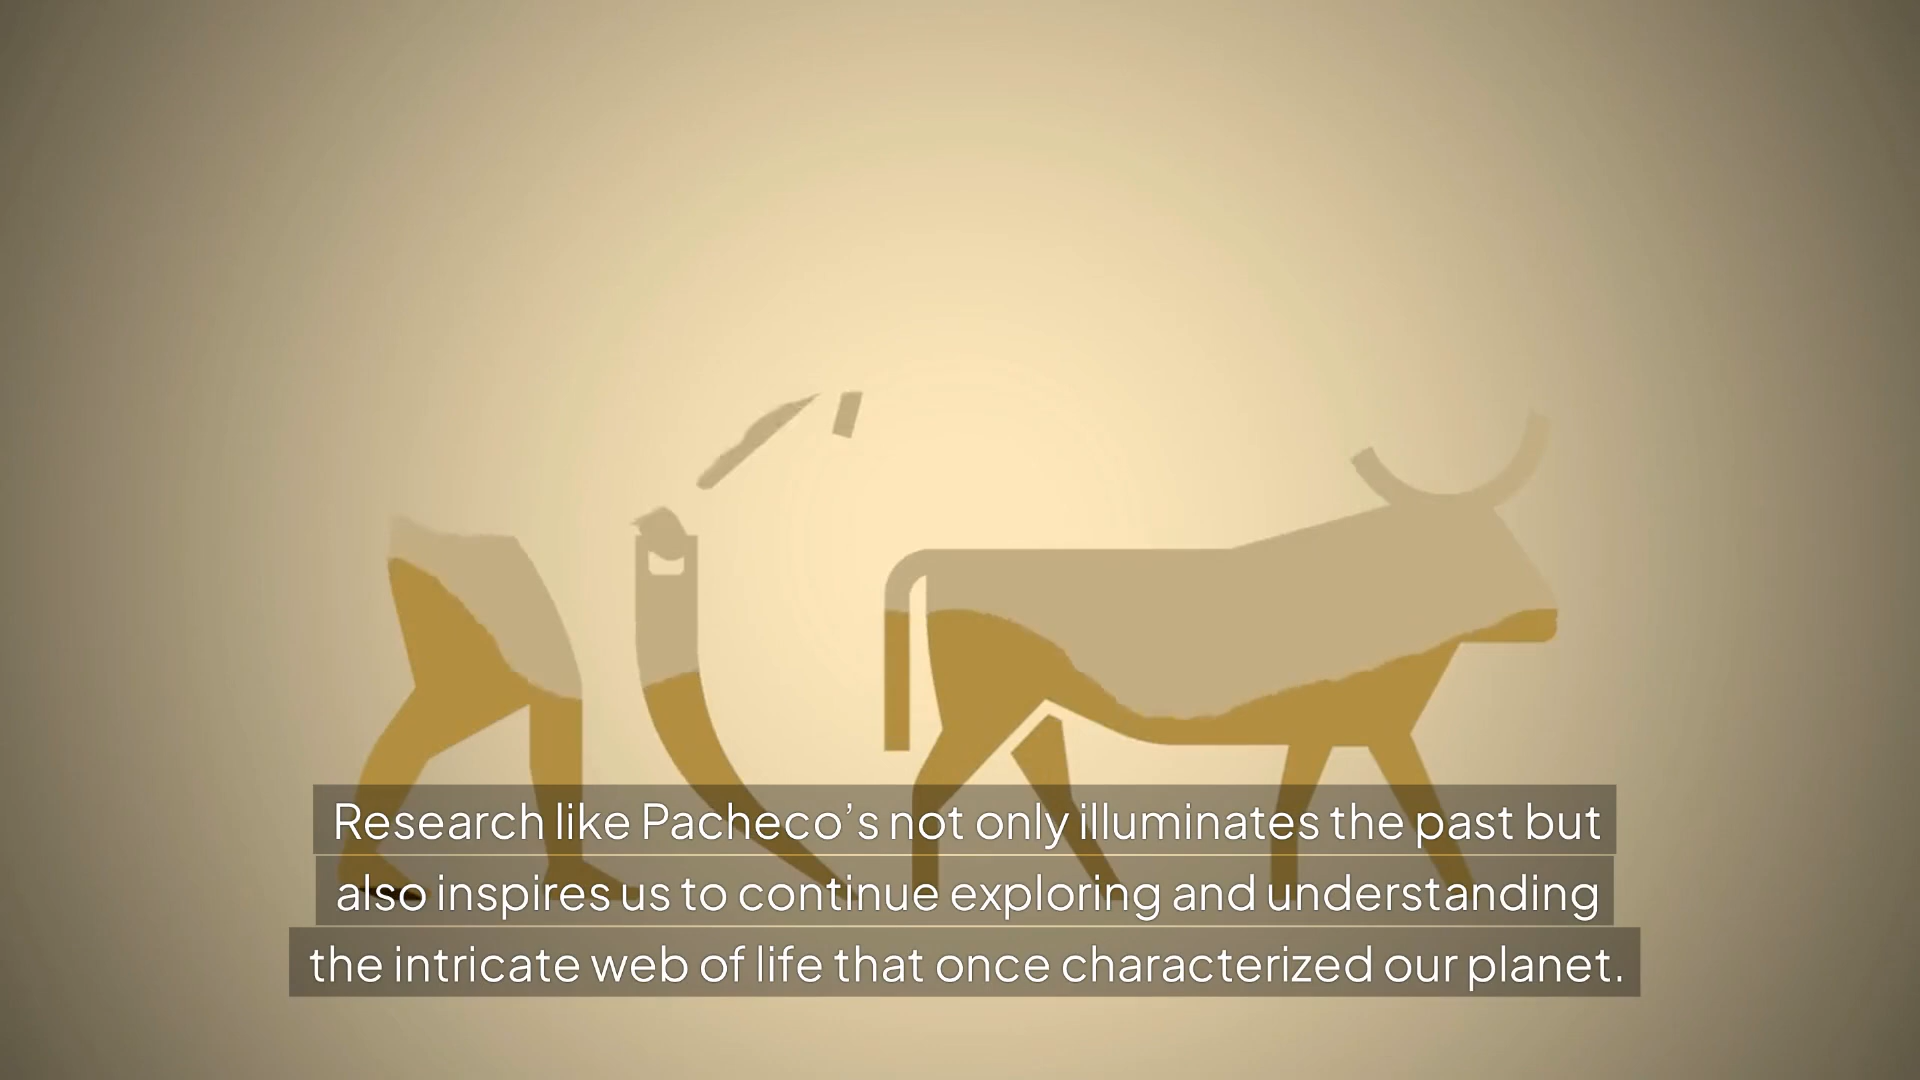 Research like Pacheco’s not only illuminates the past but
also inspires us to continue exploring and understanding
the intricate web of life that once characterized our planet.